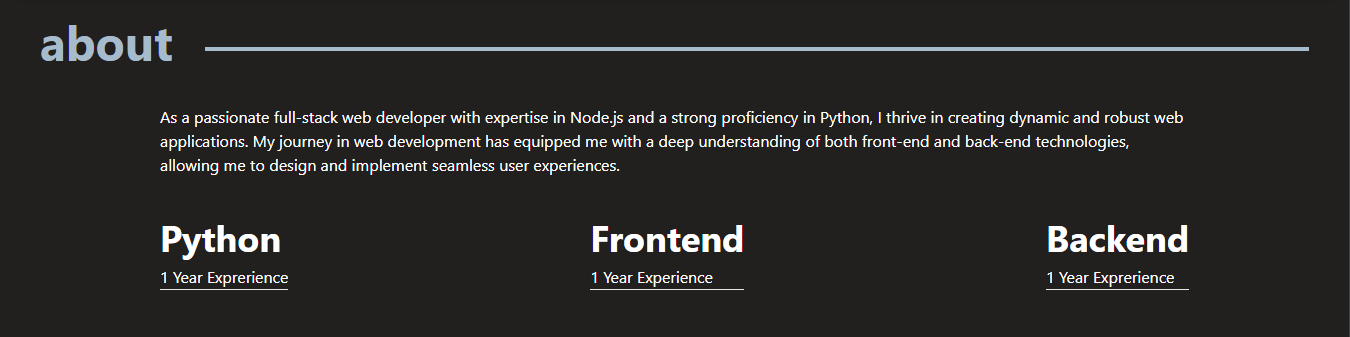 about
As a passionate full-stack web developer with expertise in Node.js and a strong proficiency in Python, I thrive in creating dynamic and robust web
applications. My journey in web development has equipped me with a deep understanding of both front-end and back-end technologies,
allowing me to design and implement seamless user experiences.
Python
1 Year Exprerience
Frontend
1 Year Experience
Backend
1 Year Exprerience